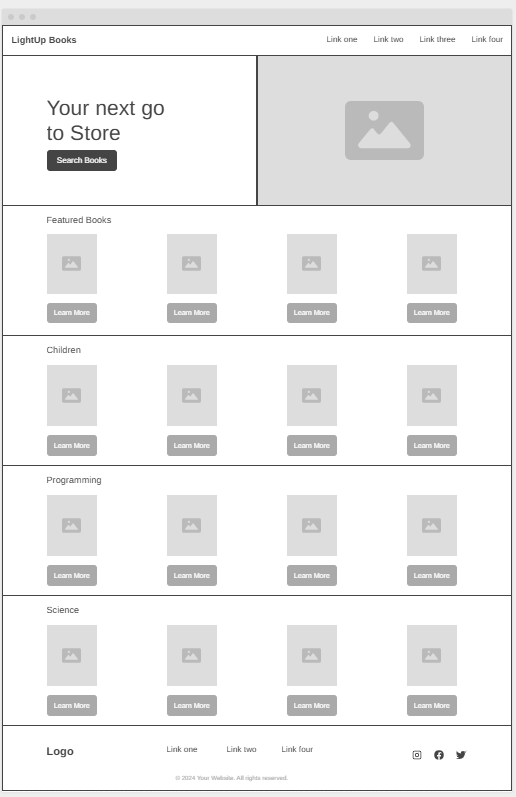 LightUp Books
Link one Link two Link three Link four
Your next go
to Store
Search Books
Featured Books
Learn More Learn More Learn More Learn More
Children
Learn More Learn More Learn More Learn More
Programming
Learn More Learn More Learn More Learn More
Science
Learn More Learn More Learn More Learn More
Logo Link one Link two Link four
© 2024 Your Website. All rights reserved.